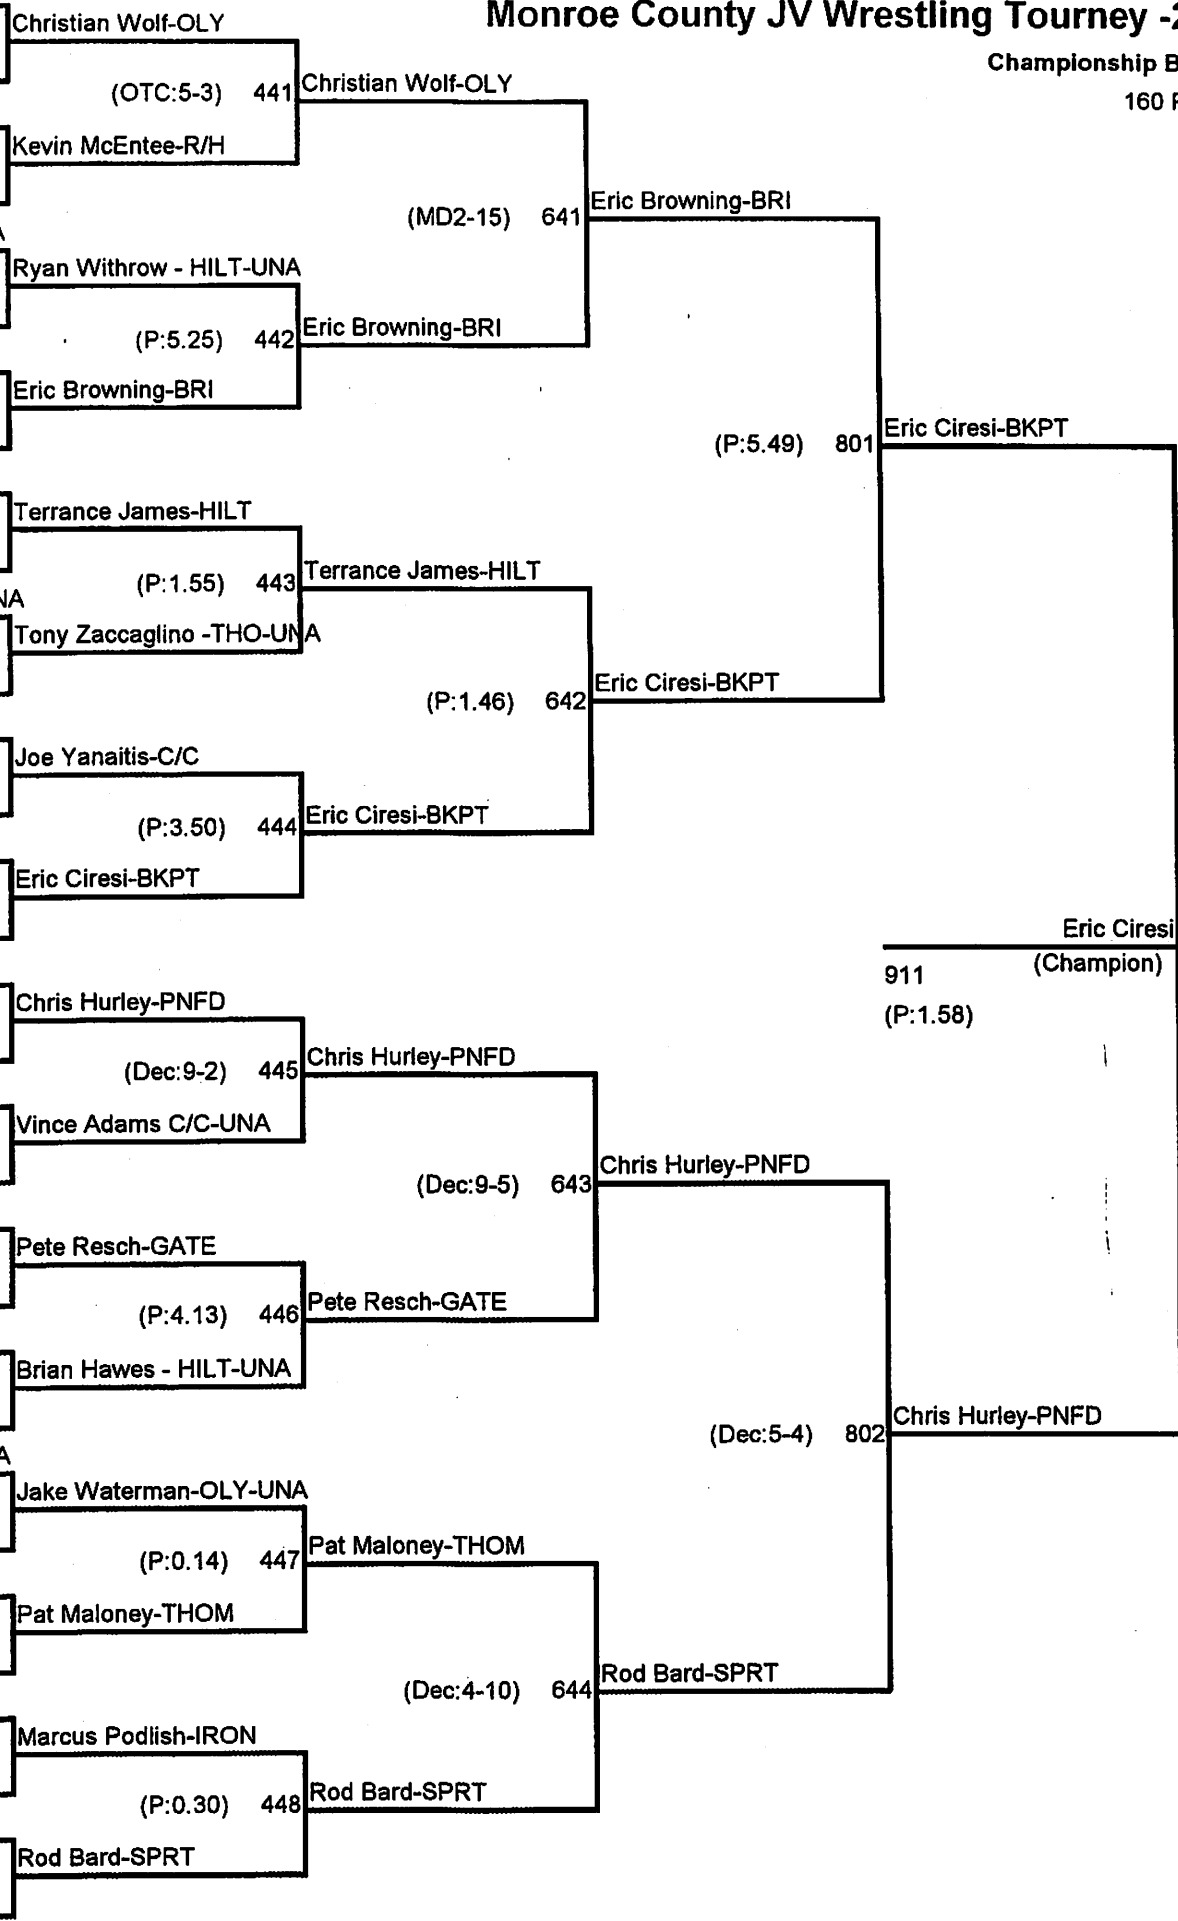 Monroe County JV Wrestling Tourney -2
Championship B
160 P
Christian Wolf-OLY
(OTC:5-3) 441
Christian Wolf-OLY
Kevin McEntee-R/H
(MD2-15) 641
Eric Browning-BRI
A
Ryan Withrow - HILT-UNA
(P:5.25) 442
Eric Browning-BRI
Eric Browning-BRI
(P:5.49) 801
Eric Ciresi-BKPT
Terrance James-HILT
(P:1.55) 443
Terrance James-HILT
NA
Tony Zaccaglino -THO-UNA
(P:1.46) 642
Eric Ciresi-BKPT
Joe Yanaitis-C/C
(P:3.50) 444
Eric Ciresi-BKPT
Eric Ciresi-BKPT
Eric Ciresi
(Champion)
911
(P:1.58)
Chris Hurley-PNFD
(Dec:9-2) 445
Chris Hurley-PNFD
Vince Adams C/C-UNA
(Dec:9-5) 643
Chris Hurley-PNFD
Pete Resch-GATE
(P:4.13) 446
Pete Resch-GATE
Brian Hawes - HILT-UNA
(Dec:5-4) 802
Chris Hurley-PNFD
A
Jake Waterman-OLY-UNA
(P:0.14) 447
Pat Maloney-THOM
Pat Maloney-THOM
(Dec:4-10) 644
Rod Bard-SPRT
Marcus Podlish-IRON
(P:0.30) 448
Rod Bard-SPRT
Rod Bard-SPRT